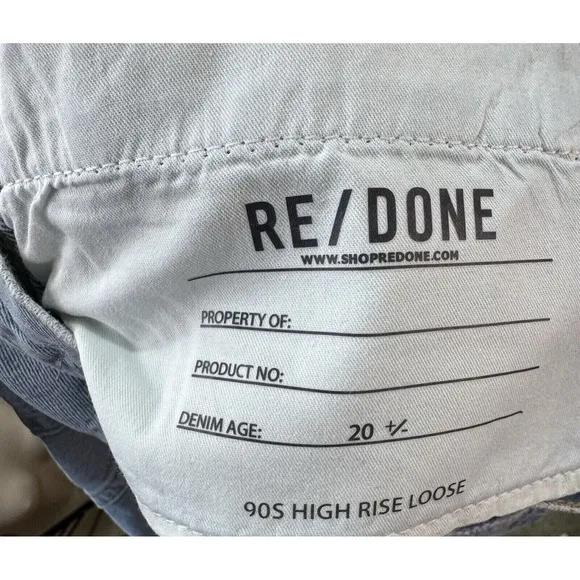 RE/DONE
WWW.SHOPREDONE.COM
PROPERTY OF:
PRODUCT NO:
DENIM AGE: 20 +/-
90S HIGH RISE LOOSE